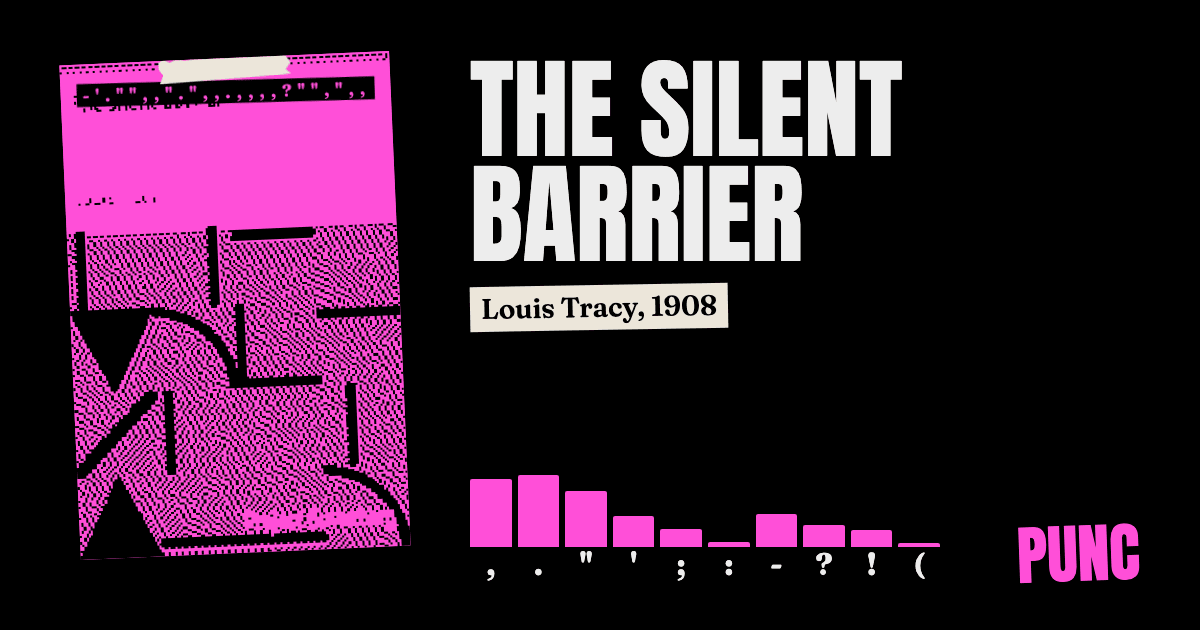 -'."",,".",,.,,,,?"",",,
THE SILENT
BARRIER
Louis Tracy, 1908
, . " ' ; : - ? ! (
PUNC